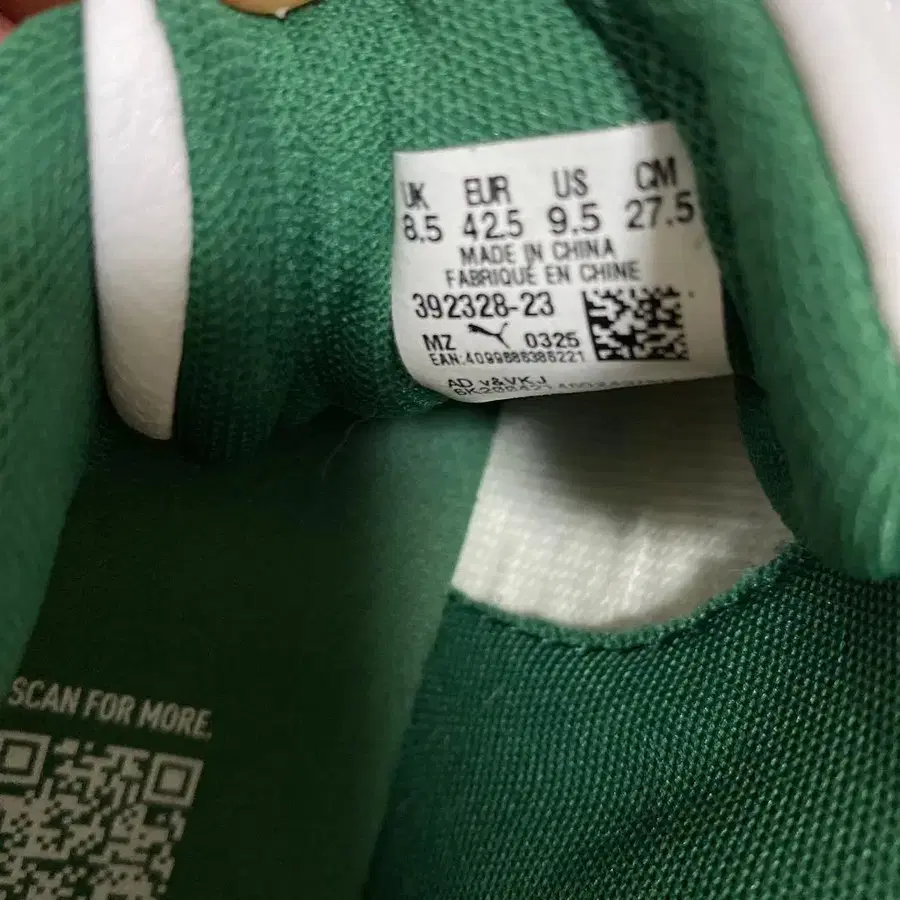 UK EUR US CM
8.5 42.5 9.5 27.5
MADE IN CHINA
FABRIQUÉ EN CHINE
392328-23
MZ 0325
EAN:4099686386221
AD v&VKJ
SCAN FOR MORE.